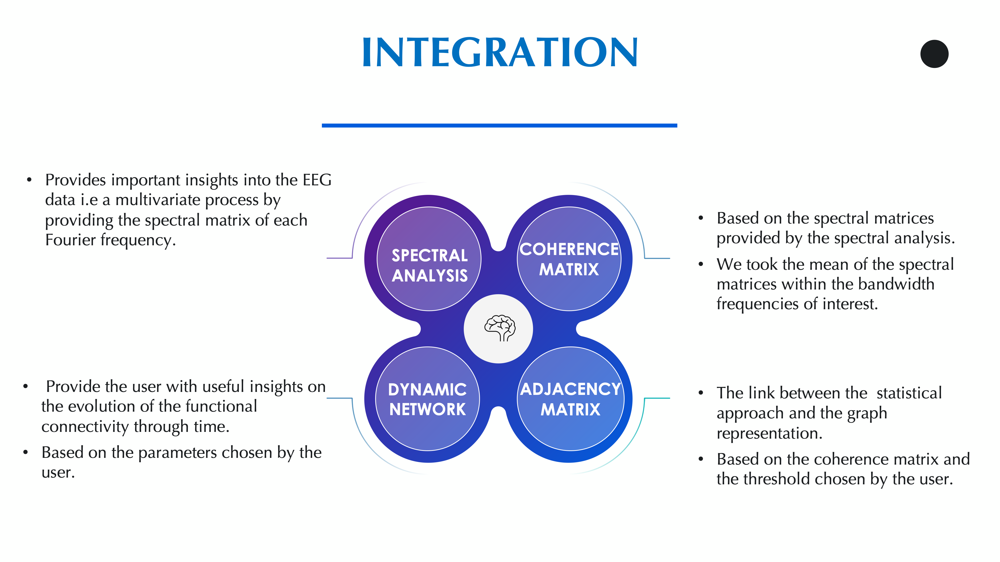 INTEGRATION
• Provides important insights into the EEG
data i.e a multivariate process by
providing the spectral matrix of each
Fourier frequency.
SPECTRAL
ANALYSIS
COHERENCE
MATRIX
• Based on the spectral matrices
provided by the spectral analysis.
• We took the mean of the spectral
matrices within the bandwidth
frequencies of interest.
• Provide the user with useful insights on
the evolution of the functional
connectivity through time.
• Based on the parameters chosen by the
user.
DYNAMIC
NETWORK
ADJACENCY
MATRIX
• The link between the  statistical
approach and the graph
representation.
• Based on the coherence matrix and
the threshold chosen by the user.